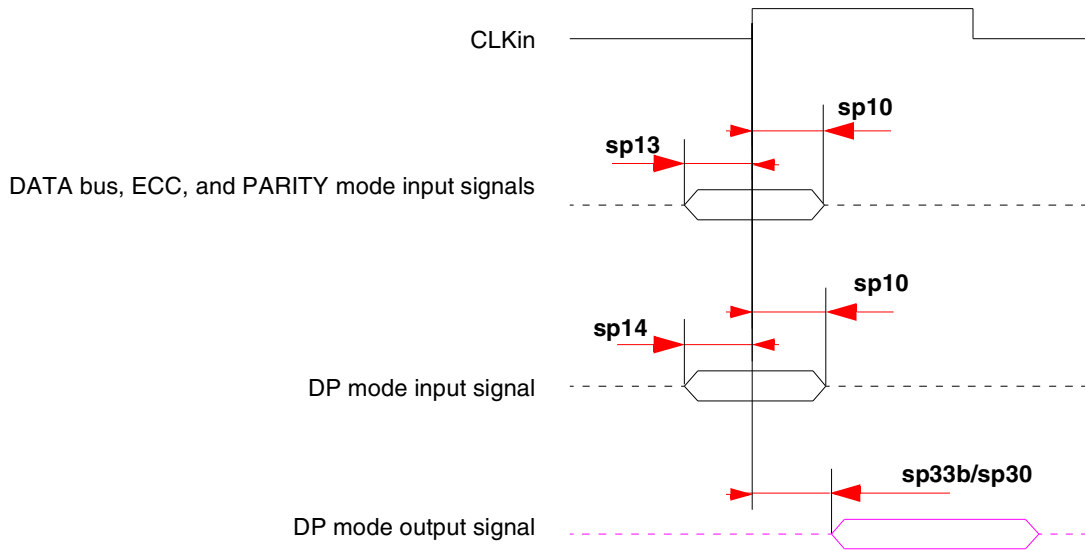 CLKin
sp10
sp13
DATA bus, ECC, and PARITY mode input signals
sp10
sp14
DP mode input signal
sp33b/sp30
DP mode output signal